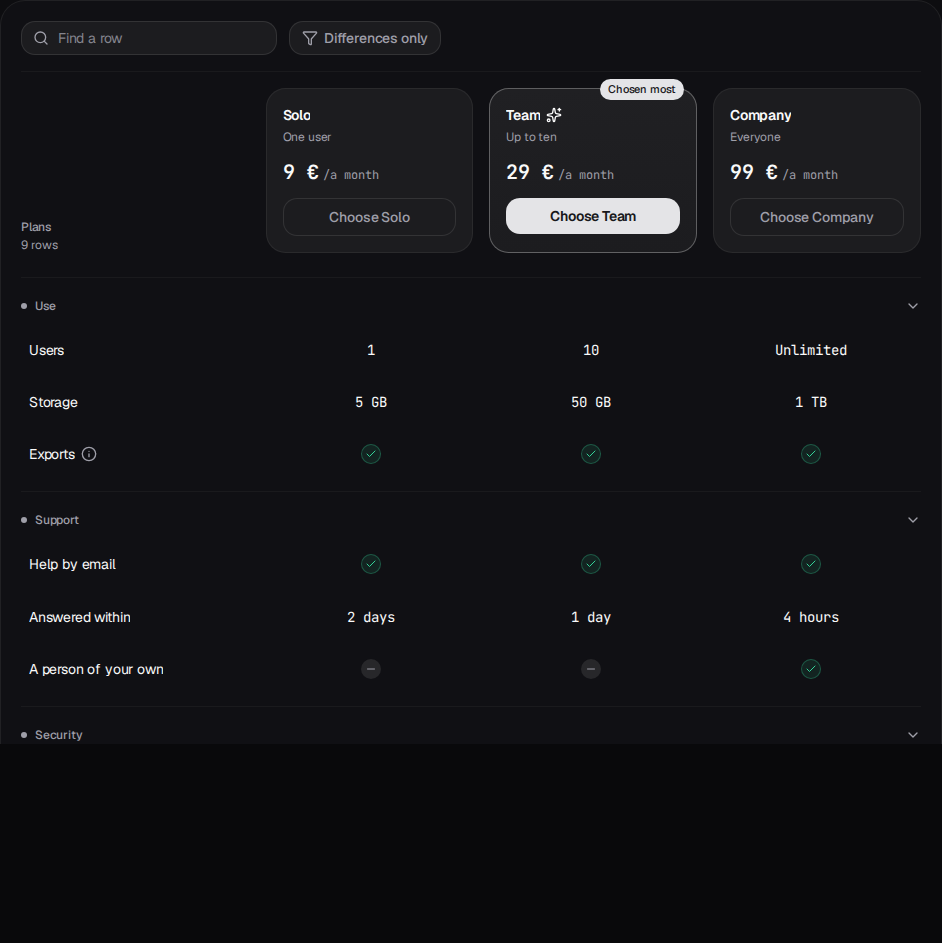 Find a row
Differences only
Chosen most
Solo
One user
9 € /a month
Choose Solo
Team
Up to ten
29 € /a month
Choose Team
Company
Everyone
99 € /a month
Choose Company
Plans
9 rows
Use
Users 1 10 Unlimited
Storage 5 GB 50 GB 1 TB
Exports
Support
Help by email
Answered within 2 days 1 day 4 hours
A person of your own
Security